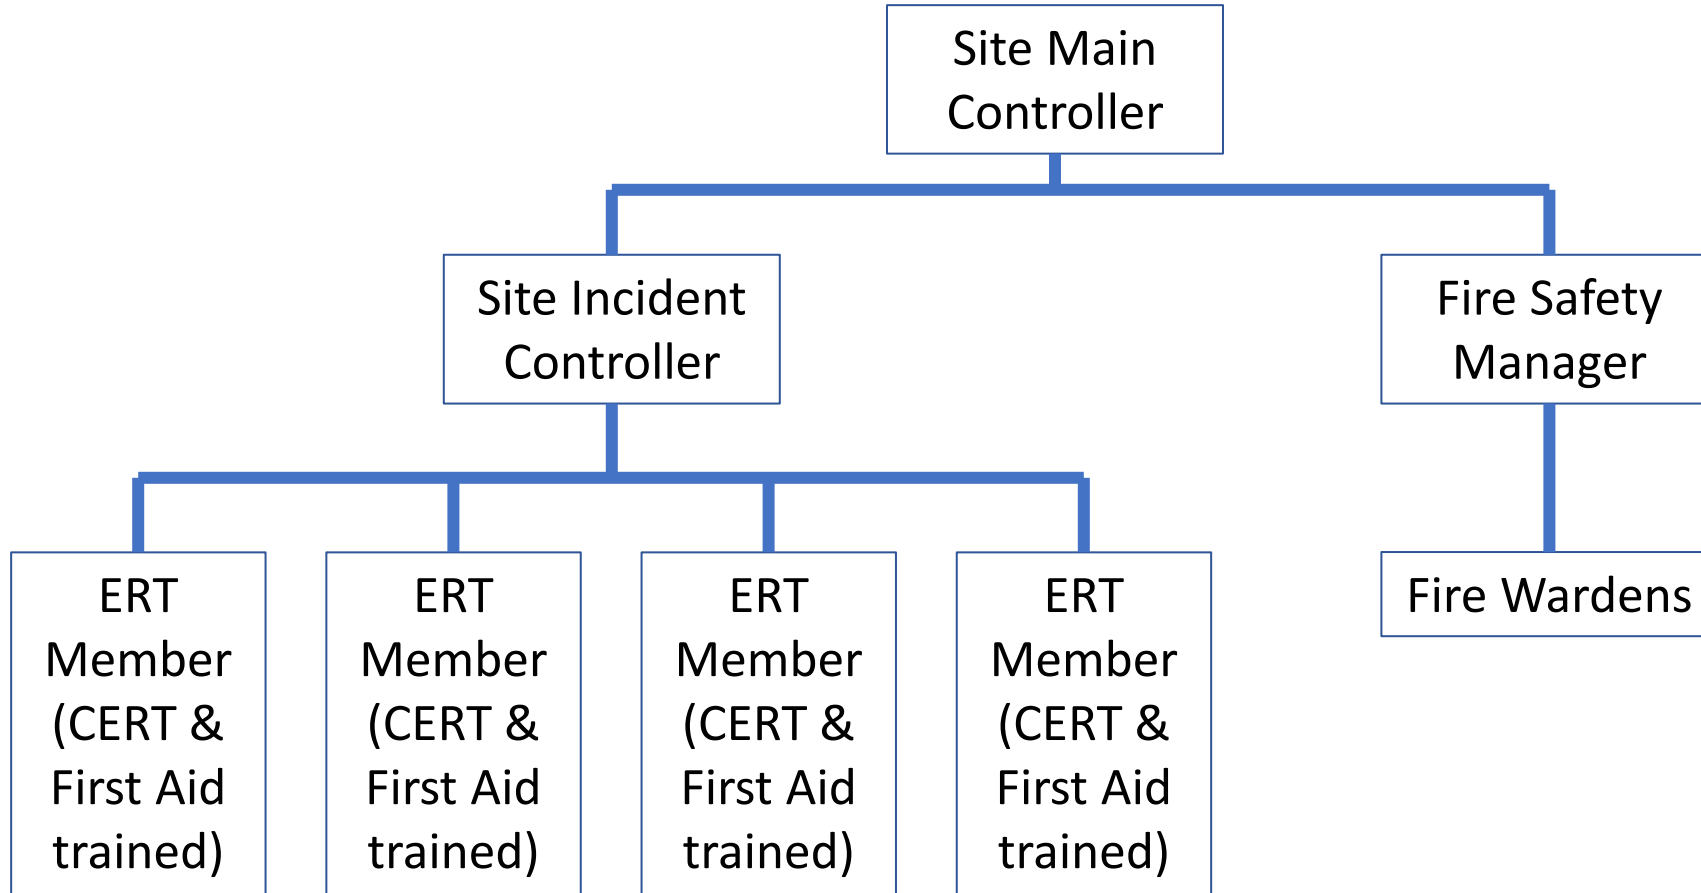 Site Main
Controller
Site Incident
Controller
Fire Safety
Manager
ERT
Member
(CERT &
First Aid
trained)
ERT
Member
(CERT &
First Aid
trained)
ERT
Member
(CERT &
First Aid
trained)
ERT
Member
(CERT &
First Aid
trained)
Fire Wardens